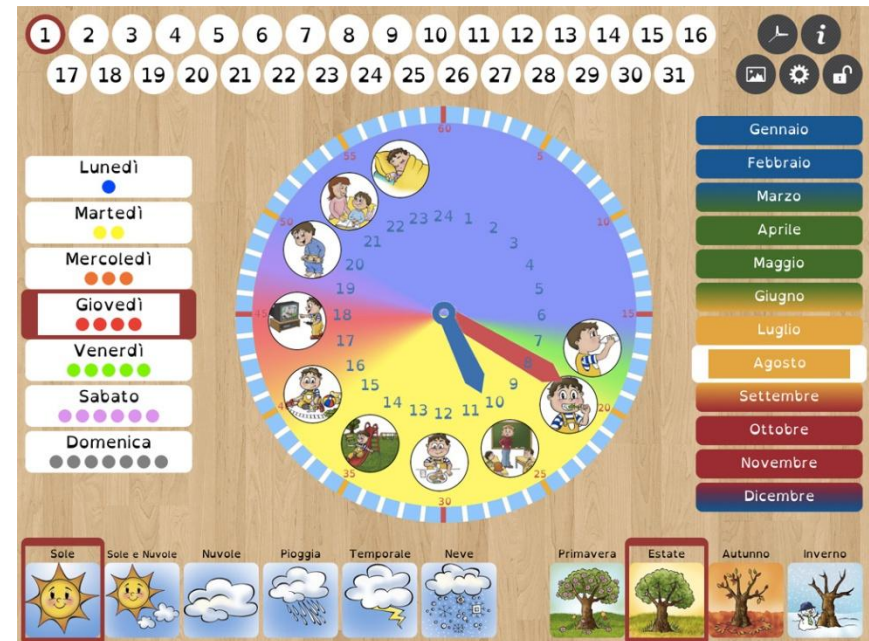 1 2 3 4 5 6 7 8 9 10 11 12 13 14 15 16
17 18 19 20 21 22 23 24 25 26 27 28 29 30 31
i
Lunedì
Martedì
Mercoledì
Giovedì
Venerdì
Sabato
Domenica
60
5
10
15
20
25
30
35
40
45
50
55
24
1
2
3
4
5
6
7
8
9
10
11
12
13
14
15
16
17
18
19
20
21
22
23
Gennaio
Febbraio
Marzo
Aprile
Maggio
Giugno
Luglio
Agosto
Settembre
Ottobre
Novembre
Dicembre
Sole Sole e Nuvole Nuvole Pioggia Temporale Neve
Primavera Estate Autunno Inverno